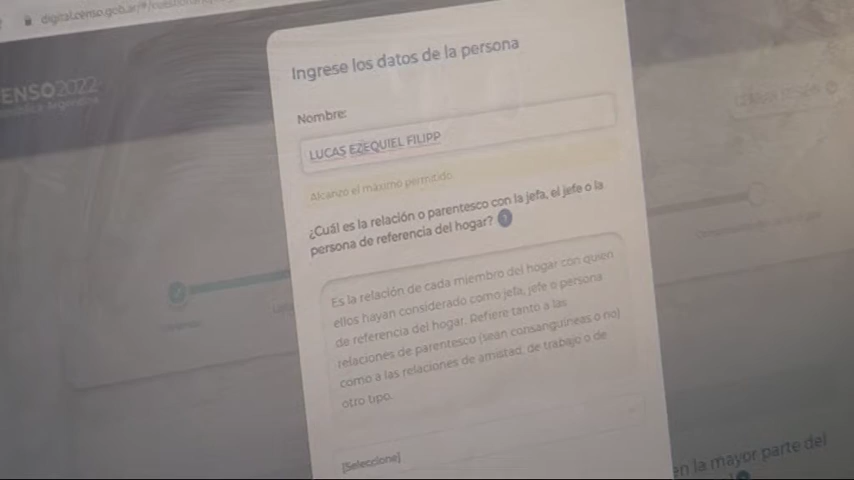 digital.censo.gob.ar/#/cuestionario
ENSO2022
Ingrese los datos de la persona
Nombre:
LUCAS EZEQUIEL FILIPP
Alcanzo el máximo permitido
¿Cuál es la relación o parentesco con la jefa, el jefe o la
persona de referencia del hogar? ?
Es la relación de cada miembro del hogar con quien
ellos hayan considerado como jefa, jefe o persona
de referencia del hogar. Refiere tanto a las
relaciones de parentesco (sean consanguíneas o no)
como a las relaciones de amistad, de trabajo o de
otro tipo.
[Seleccione]
en la mayor parte del